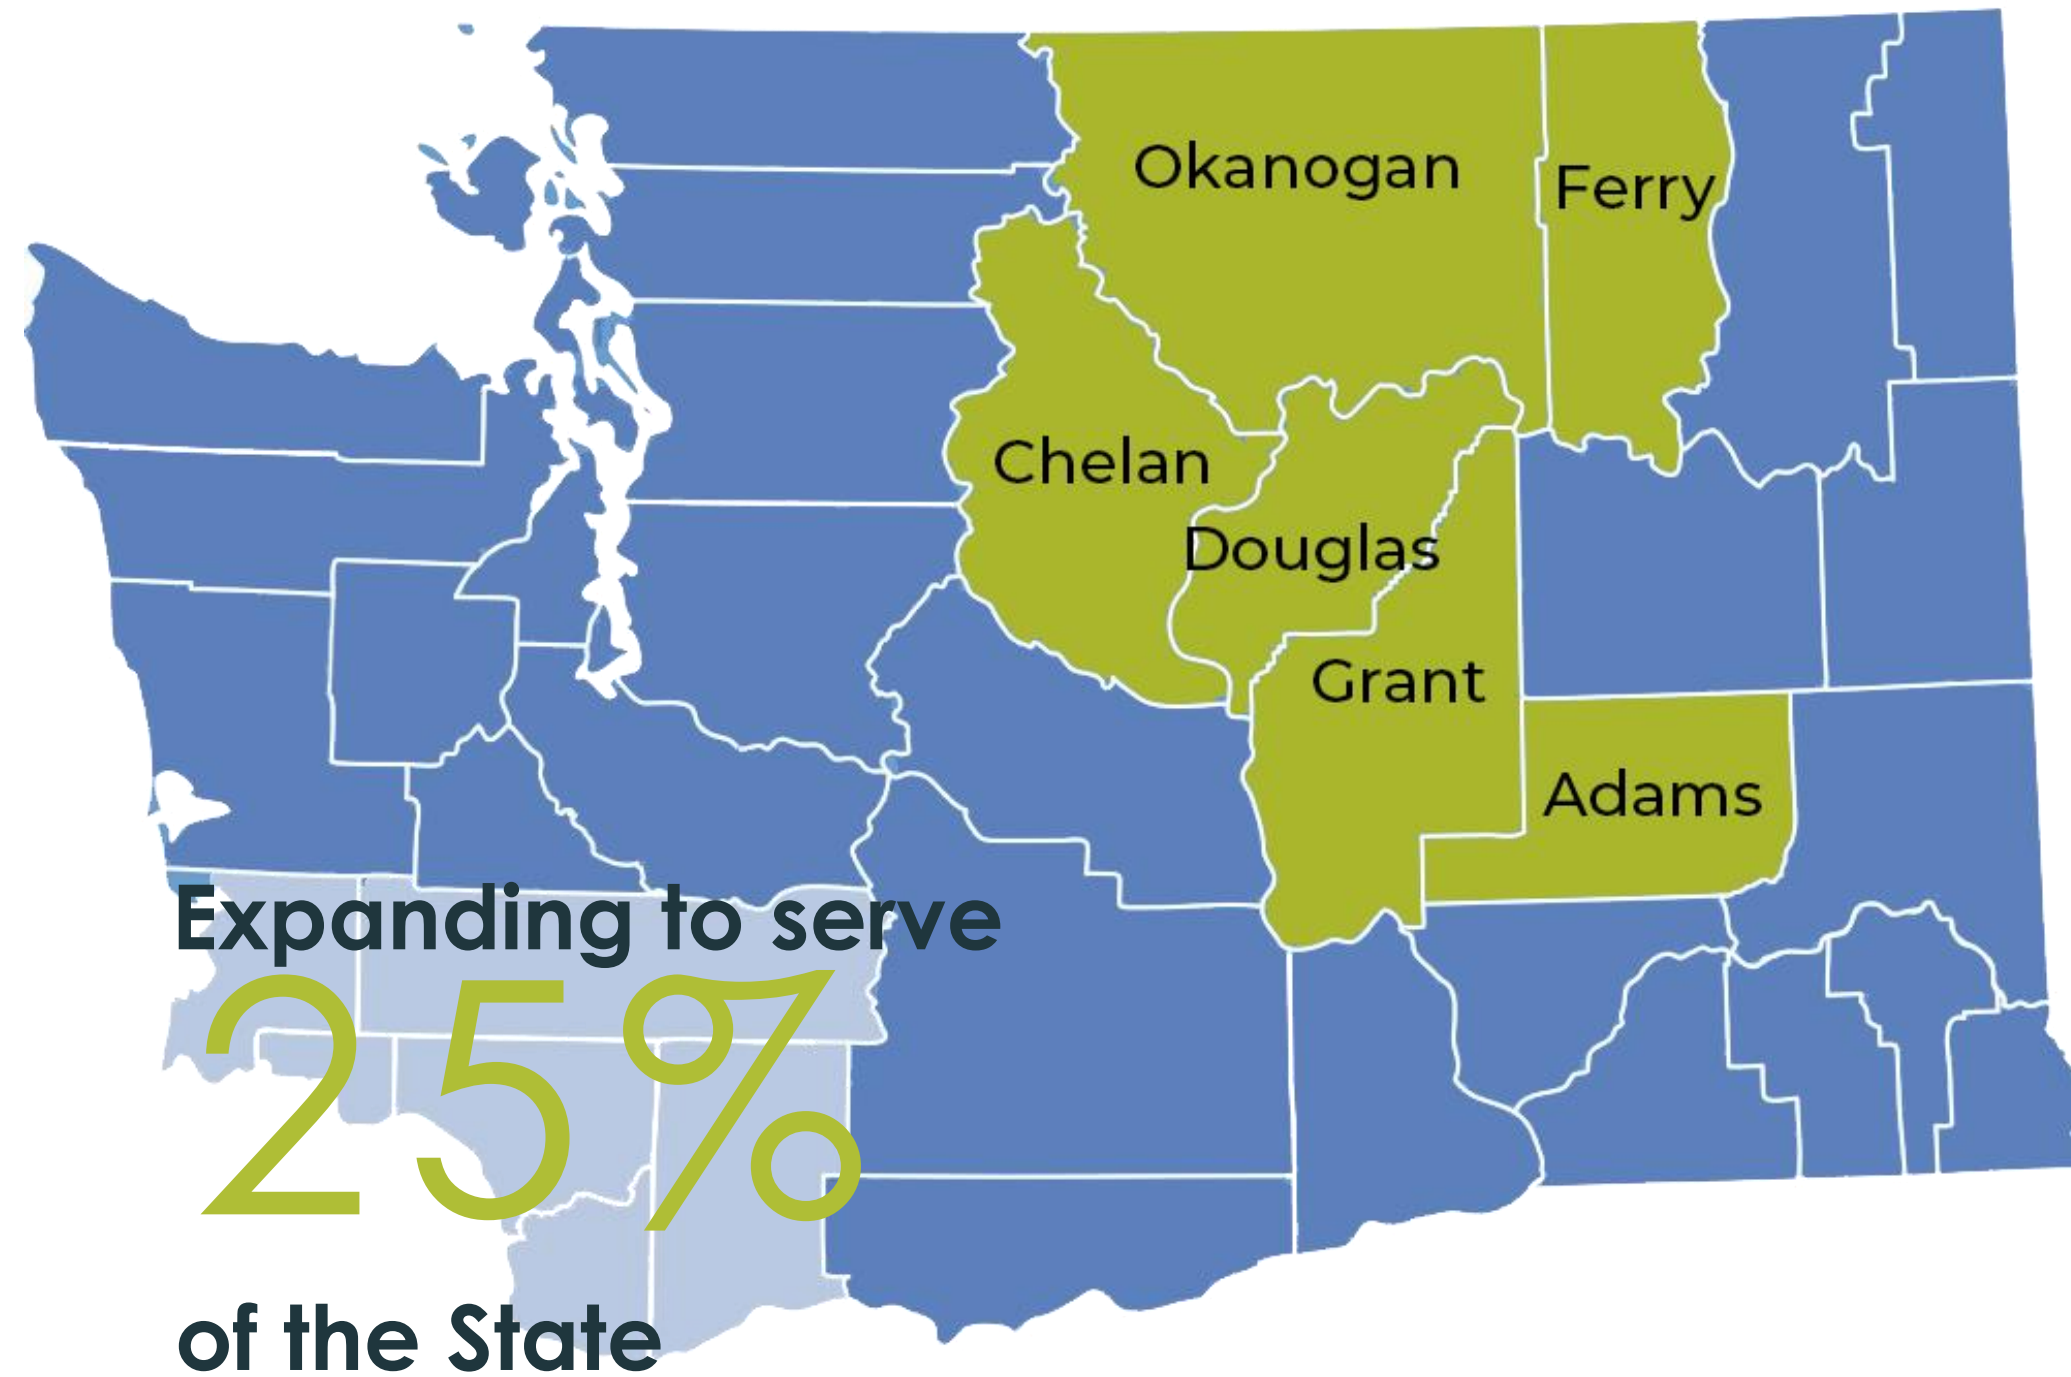 Okanogan
Ferry
Chelan
Douglas
Grant
Adams
Expanding to serve
25%
of the State